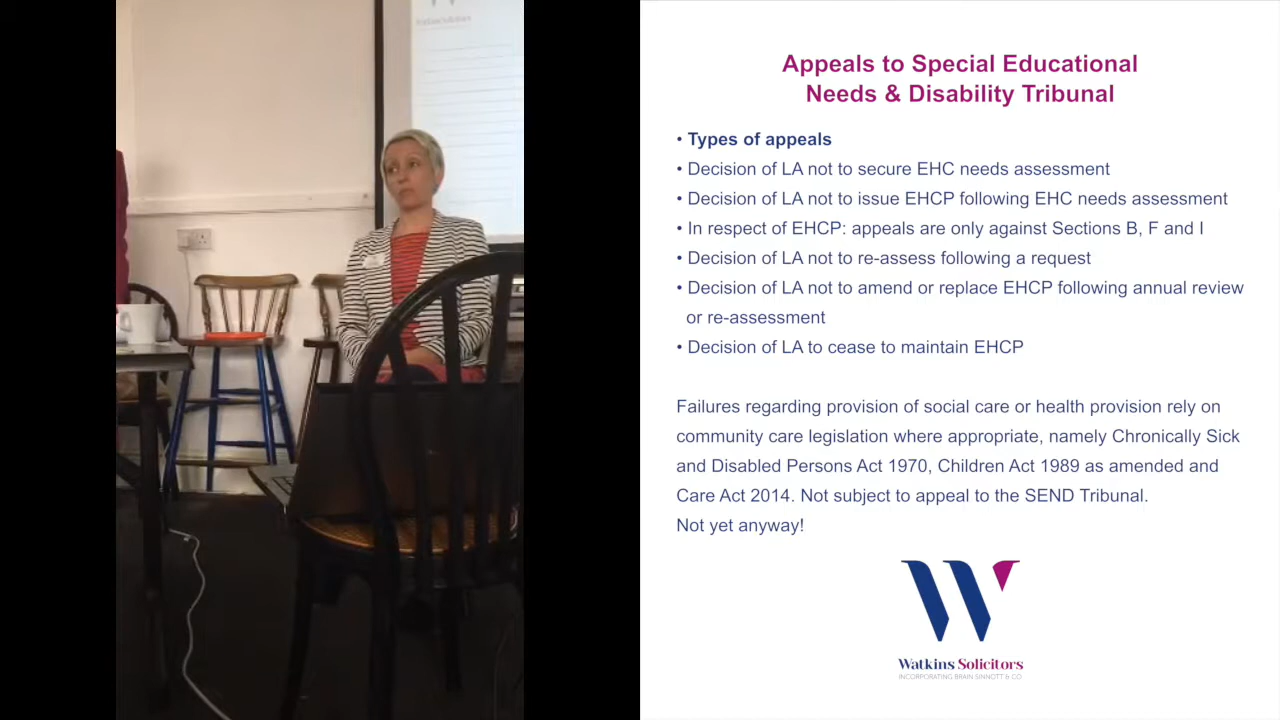 Watkins Solicitors
Appeals to Special Educational
Needs & Disability Tribunal
• Types of appeals
• Decision of LA not to secure EHC needs assessment
• Decision of LA not to issue EHCP following EHC needs assessment
• In respect of EHCP: appeals are only against Sections B, F and I
• Decision of LA not to re-assess following a request
• Decision of LA not to amend or replace EHCP following annual review
or re-assessment
• Decision of LA to cease to maintain EHCP
Failures regarding provision of social care or health provision rely on
community care legislation where appropriate, namely Chronically Sick
and Disabled Persons Act 1970, Children Act 1989 as amended and
Care Act 2014. Not subject to appeal to the SEND Tribunal.
Not yet anyway!
W
Watkins Solicitors
INCORPORATING BRAIN SINNOTT & CO